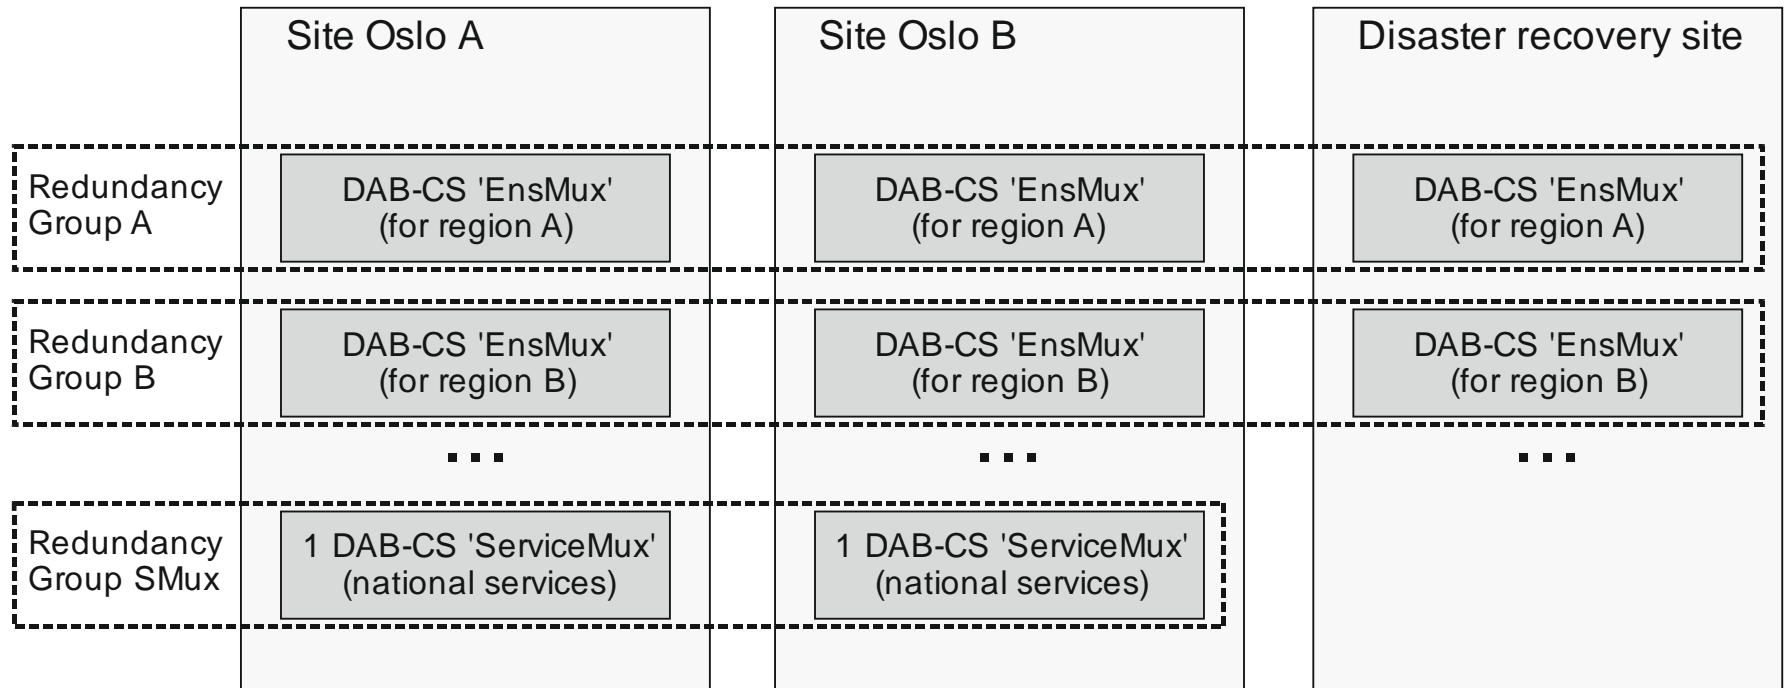 Site Oslo A
Site Oslo B
Disaster recovery site
Redundancy
Group A
DAB-CS 'EnsMux'
(for region A)
DAB-CS 'EnsMux'
(for region A)
DAB-CS 'EnsMux'
(for region A)
Redundancy
Group B
DAB-CS 'EnsMux'
(for region B)
DAB-CS 'EnsMux'
(for region B)
DAB-CS 'EnsMux'
(for region B)
...
...
...
Redundancy
Group SMux
1 DAB-CS 'ServiceMux'
(national services)
1 DAB-CS 'ServiceMux'
(national services)